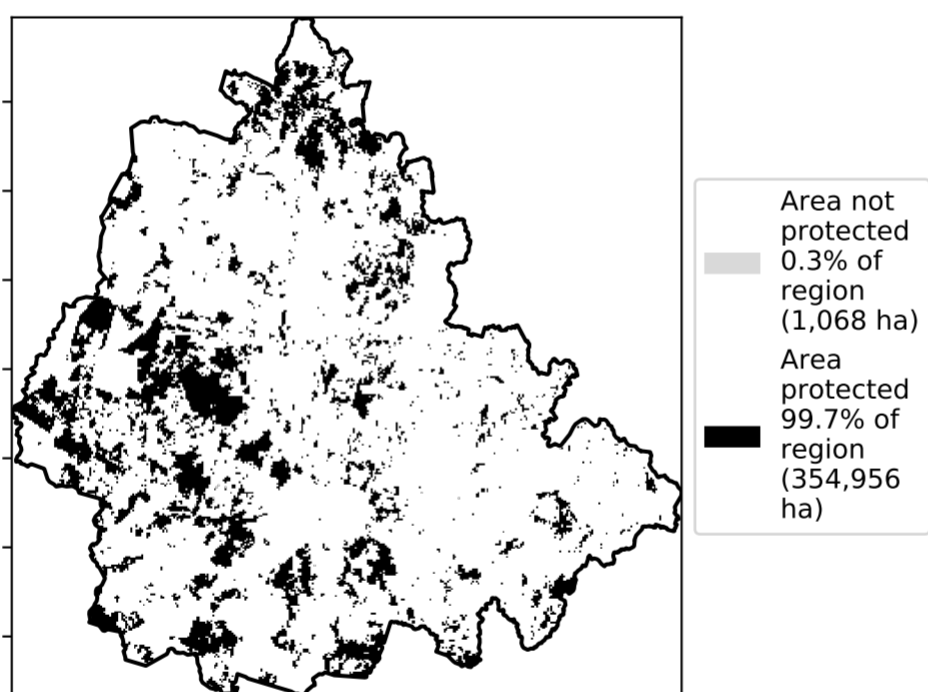 Area not
protected
0.3% of
region
(1,068 ha)
Area
protected
99.7% of
region
(354,956
ha)